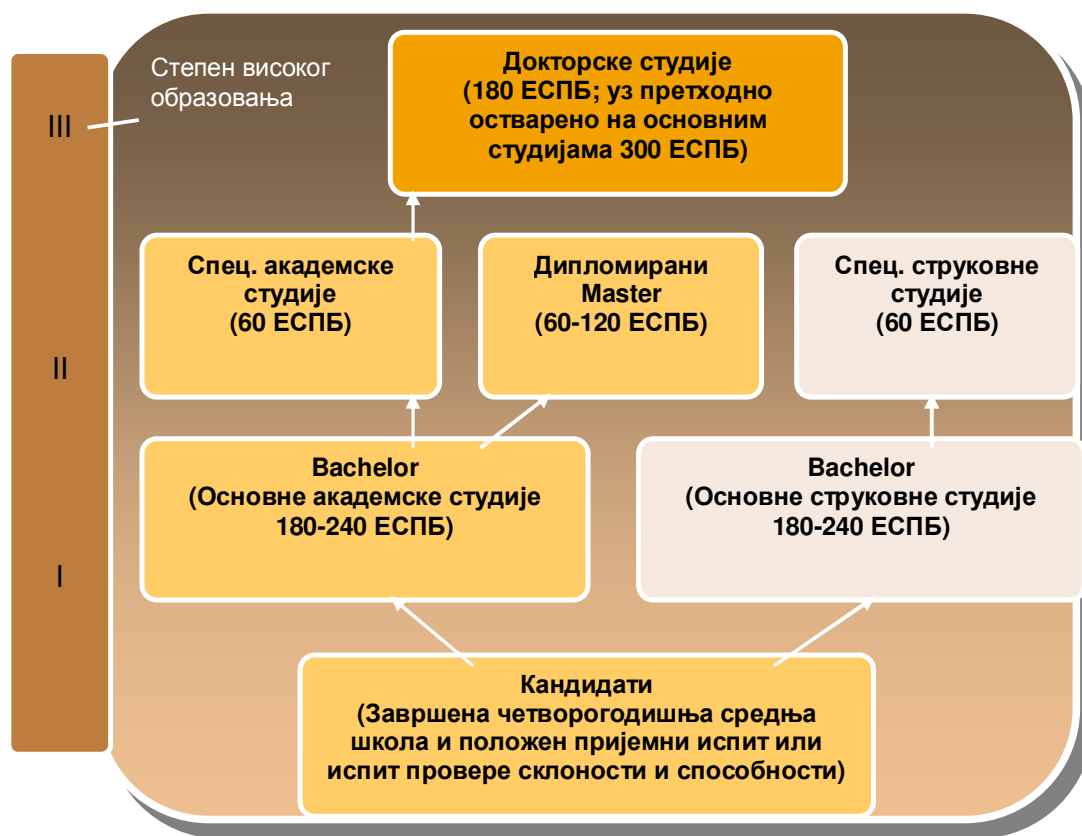 Степен високог
образовања
III
Докторске студије
(180 ЕСПБ; уз претходно
остварено на основним
студијама 300 ЕСПБ)
II
Спец. академске
студије
(60 ЕСПБ)
Дипломирани
Master
(60-120 ЕСПБ)
Спец. струковне
студије
(60 ЕСПБ)
I
Bachelor
(Основне академске студије
180-240 ЕСПБ)
Bachelor
(Основне струковне студије
180-240 ЕСПБ)
Кандидати
(Завршена четворогодишња средња
школа и положен пријемни испит или
испит провере склоности и способности)